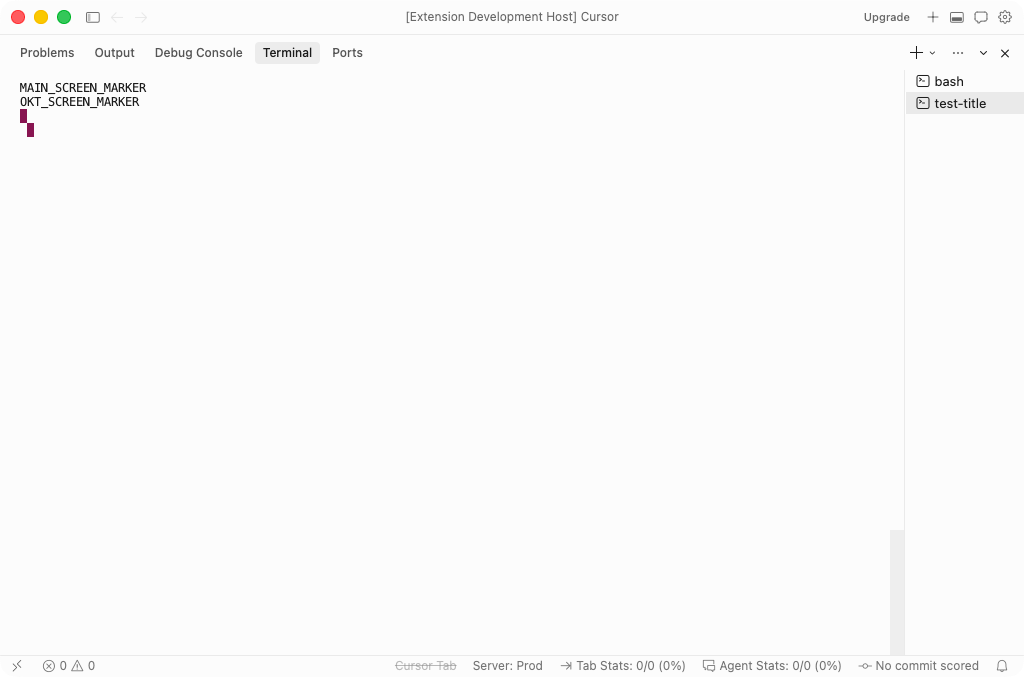 [Extension Development Host] Cursor
Upgrade
Problems Output Debug Console Terminal Ports
MAIN_SCREEN_MARKER
OKT_SCREEN_MARKER
bash
test-title
0 0 Cursor Tab Server: Prod Tab Stats: 0/0 (0%) Agent Stats: 0/0 (0%) No commit scored